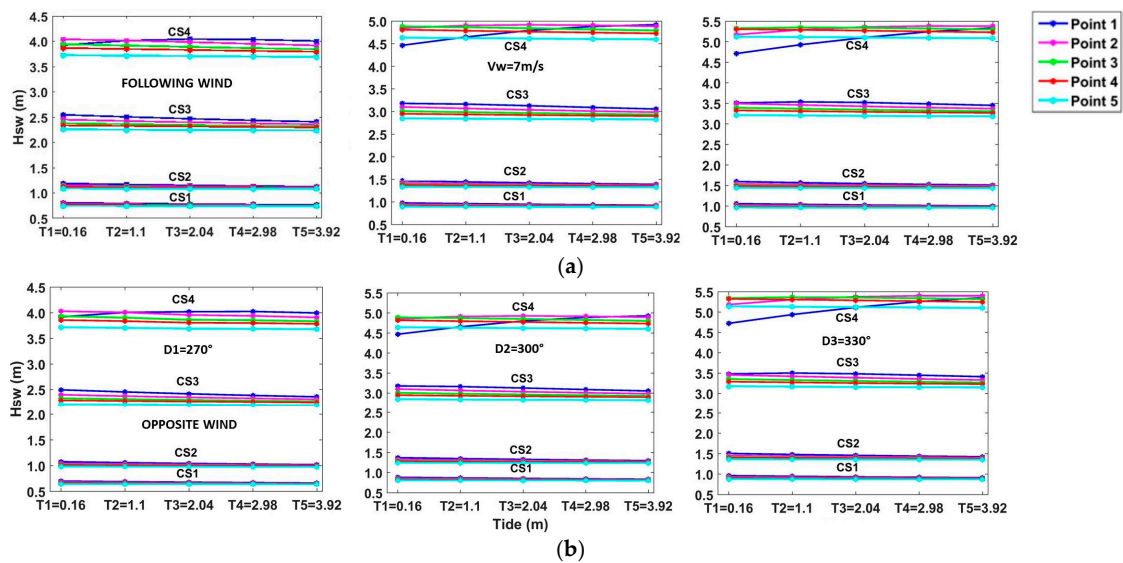 4.5
4.0
3.5
3.0
2.5
2.0
1.5
1.0
0.5
Hsw (m)
CS4
FOLLOWING WIND
CS3
CS2
CS1
T1=0.16 T2=1.1 T3=2.04 T4=2.98 T5=3.92
5.0
4.5
4.0
3.5
3.0
2.5
2.0
1.5
1.0
0.5
CS4
Vw=7m/s
CS3
CS2
CS1
T1=0.16 T2=1.1 T3=2.04 T4=2.98 T5=3.92
5.5
5.0
4.5
4.0
3.5
3.0
2.5
2.0
1.5
1.0
0.5
CS4
CS3
CS2
CS1
T1=0.16 T2=1.1 T3=2.04 T4=2.98 T5=3.92
Point 1
Point 2
Point 3
Point 4
Point 5
(a)
4.5
4.0
3.5
3.0
2.5
2.0
1.5
1.0
0.5
Hsw (m)
CS4
D1=270°
CS3
OPPOSITE WIND
CS2
CS1
T1=0.16 T2=1.1 T3=2.04 T4=2.98 T5=3.92
5.5
5.0
4.5
4.0
3.5
3.0
2.5
2.0
1.5
1.0
0.5
CS4
D2=300°
CS3
CS2
CS1
T1=0.16 T2=1.1 T3=2.04 T4=2.98 T5=3.92
5.5
5.0
4.5
4.0
3.5
3.0
2.5
2.0
1.5
1.0
0.5
CS4
D3=330°
CS3
CS2
CS1
T1=0.16 T2=1.1 T3=2.04 T4=2.98 T5=3.92
Tide (m)
(b)